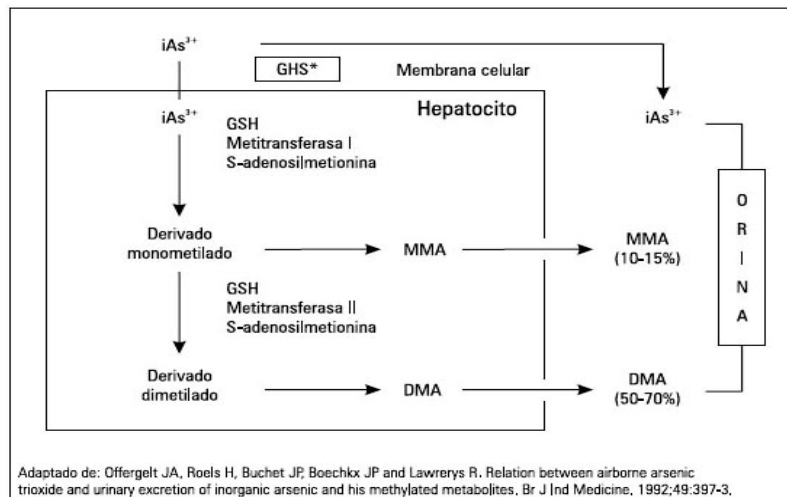 iAs³⁺
GHS*
Membrana celular
iAs³⁺
Hepatocito
iAs³⁺
GSH
Metitransferasa I
S-adenosilmetionina
Derivado
monometilado
MMA
MMA
(10-15%)
GSH
Metitransferasa II
S-adenosilmetionina
Derivado
dimetilado
DMA
DMA
(50-70%)
ORINA
Adaptado de: Offergelt JA, Roels H, Buchet JP, Boechkx JP and Lawrerys R. Relation between airborne arsenic
trioxide and urinary excretion of inorganic arsenic and his methylated metabolites, Br J Ind Medicine, 1992;49:397-3,